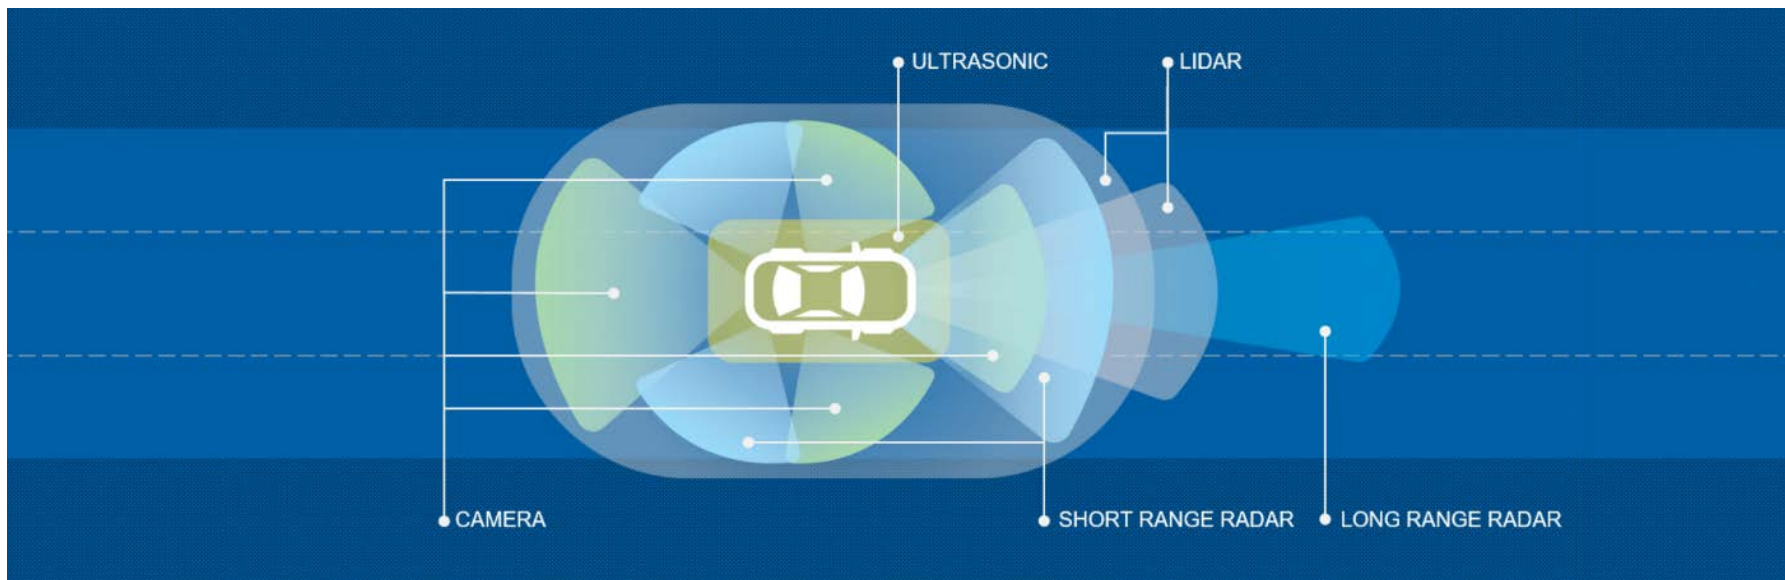 ULTRASONIC
LIDAR
CAMERA
SHORT RANGE RADAR
LONG RANGE RADAR